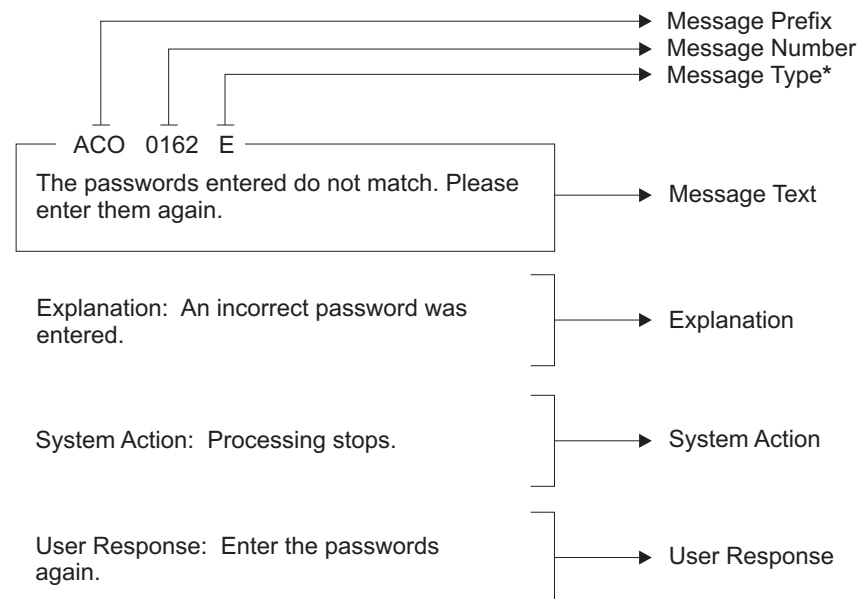 Message Prefix
Message Number
Message Type*
ACO 0162 E
The passwords entered do not match. Please
enter them again.
Message Text
Explanation: An incorrect password was
entered.
Explanation
System Action: Processing stops.
System Action
User Response: Enter the passwords
again.
User Response